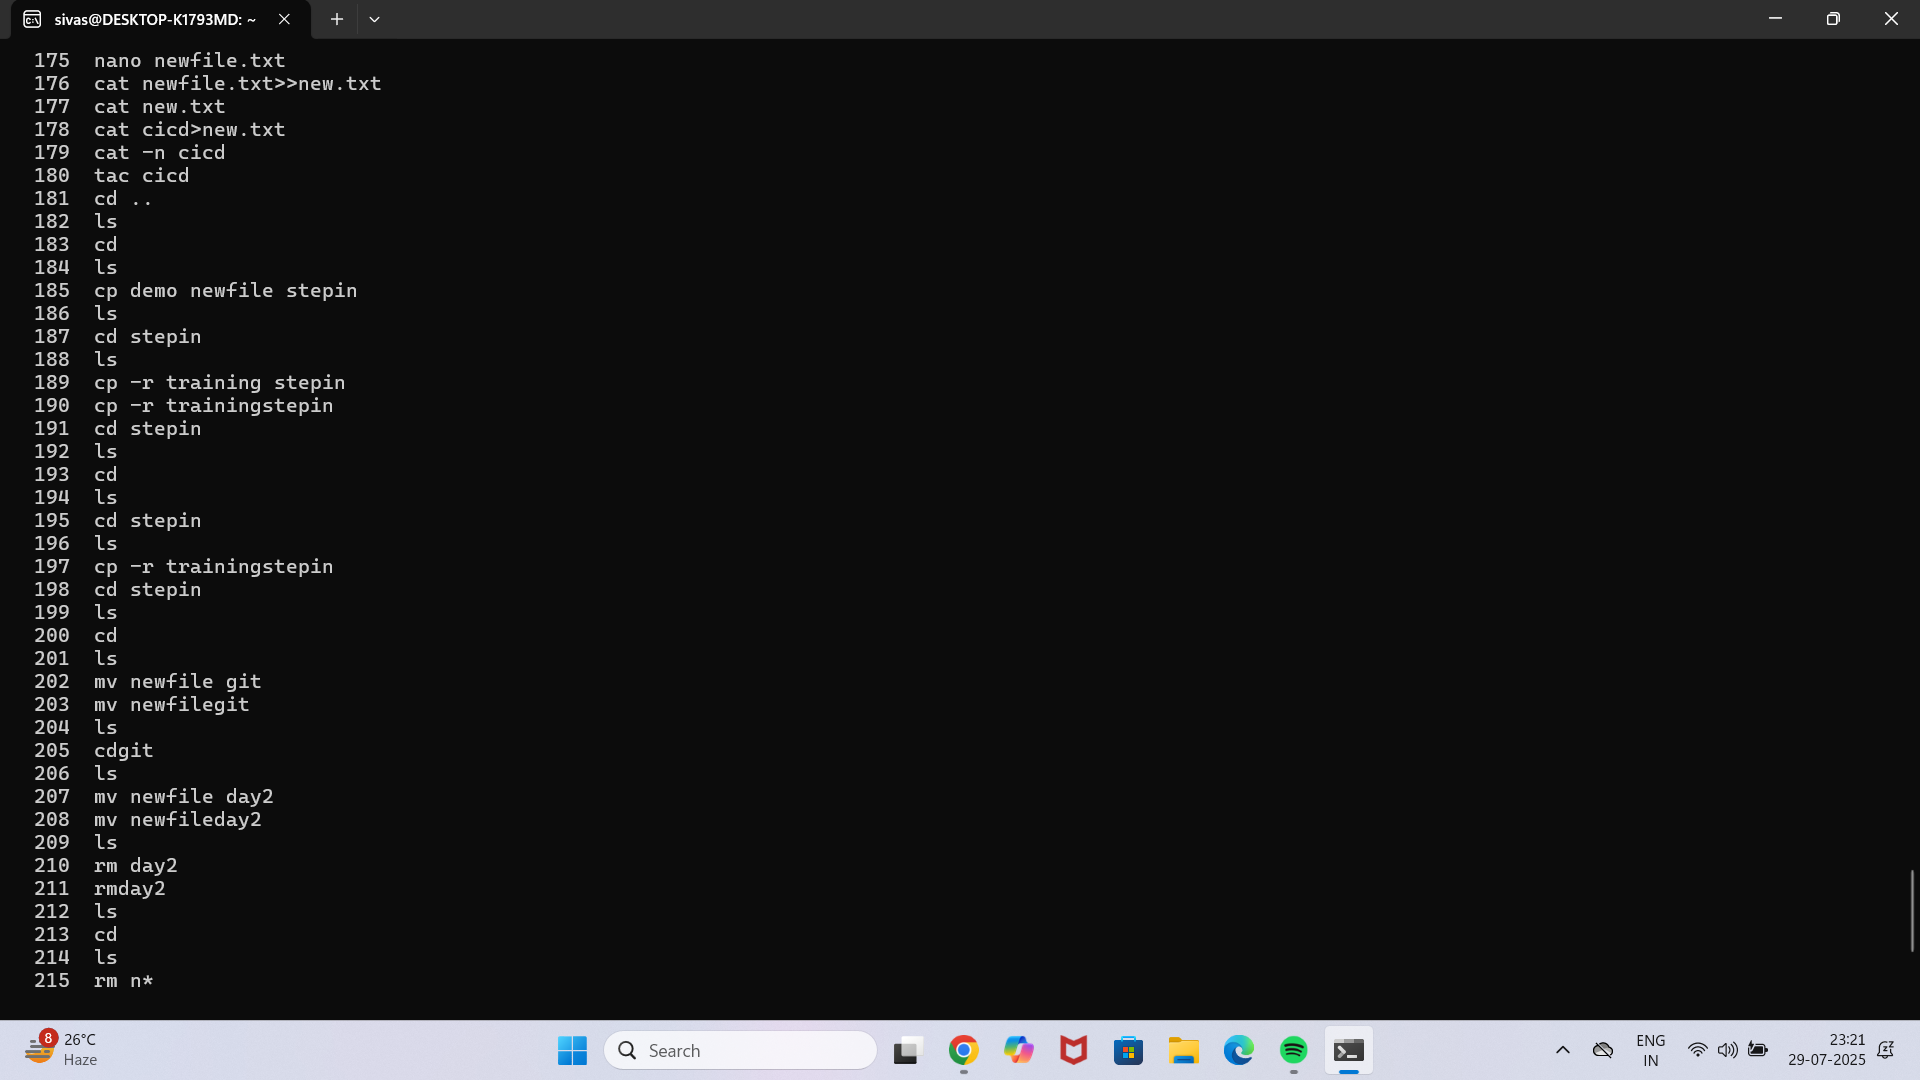 sivas@DESKTOP-K1793MD: ~
175 nano newfile.txt
176 cat newfile.txt>>new.txt
177 cat new.txt
178 cat cicd>new.txt
179 cat -n cicd
180 tac cicd
181 cd ..
182 ls
183 cd
184 ls
185 cp demo newfile stepin
186 ls
187 cd stepin
188 ls
189 cp -r training stepin
190 cp -r trainingstepin
191 cd stepin
192 ls
193 cd
194 ls
195 cd stepin
196 ls
197 cp -r trainingstepin
198 cd stepin
199 ls
200 cd
201 ls
202 mv newfile git
203 mv newfilegit
204 ls
205 cdgit
206 ls
207 mv newfile day2
208 mv newfileday2
209 ls
210 rm day2
211 rmday2
212 ls
213 cd
214 ls
215 rm n*
8
26°C
Haze
Search
ENG
IN
23:21
29-07-2025